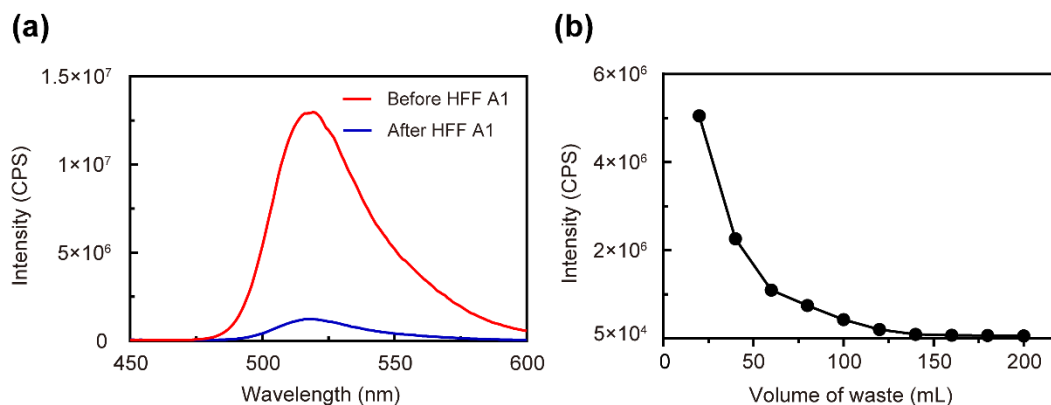 (a)
Intensity (CPS)
1.5×10⁷
1×10⁷
5×10⁶
0
Before HFF A1
After HFF A1
450 500 550 600
Wavelength (nm)
(b)
Intensity (CPS)
6×10⁶
4×10⁶
2×10⁶
5×10⁴
0 50 100 150 200
Volume of waste (mL)